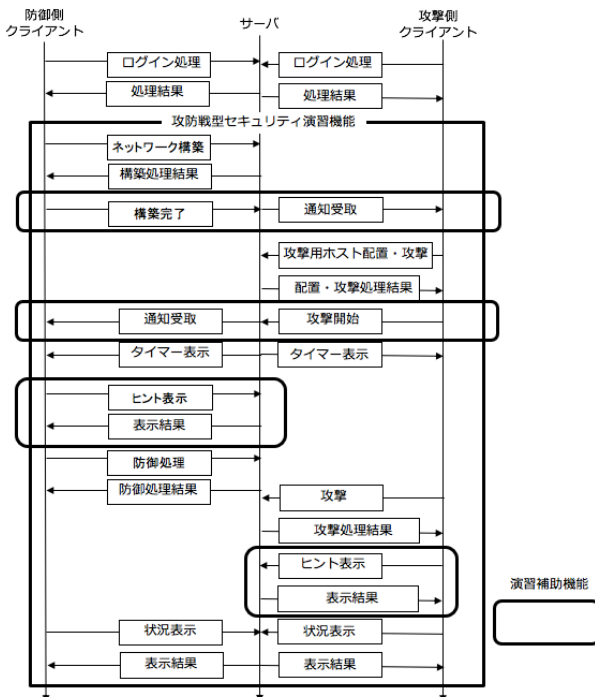 防御側
クライアント
サーバ
攻撃側
クライアント
ログイン処理
ログイン処理
処理結果
処理結果
攻防戦型セキュリティ演習機能
ネットワーク構築
構築処理結果
構築完了
通知受取
攻撃用ホスト配置・攻撃
配置・攻撃処理結果
通知受取
攻撃開始
タイマー表示
タイマー表示
ヒント表示
表示結果
防御処理
防御処理結果
攻撃
攻撃処理結果
ヒント表示
表示結果
演習補助機能
状況表示
状況表示
表示結果
表示結果